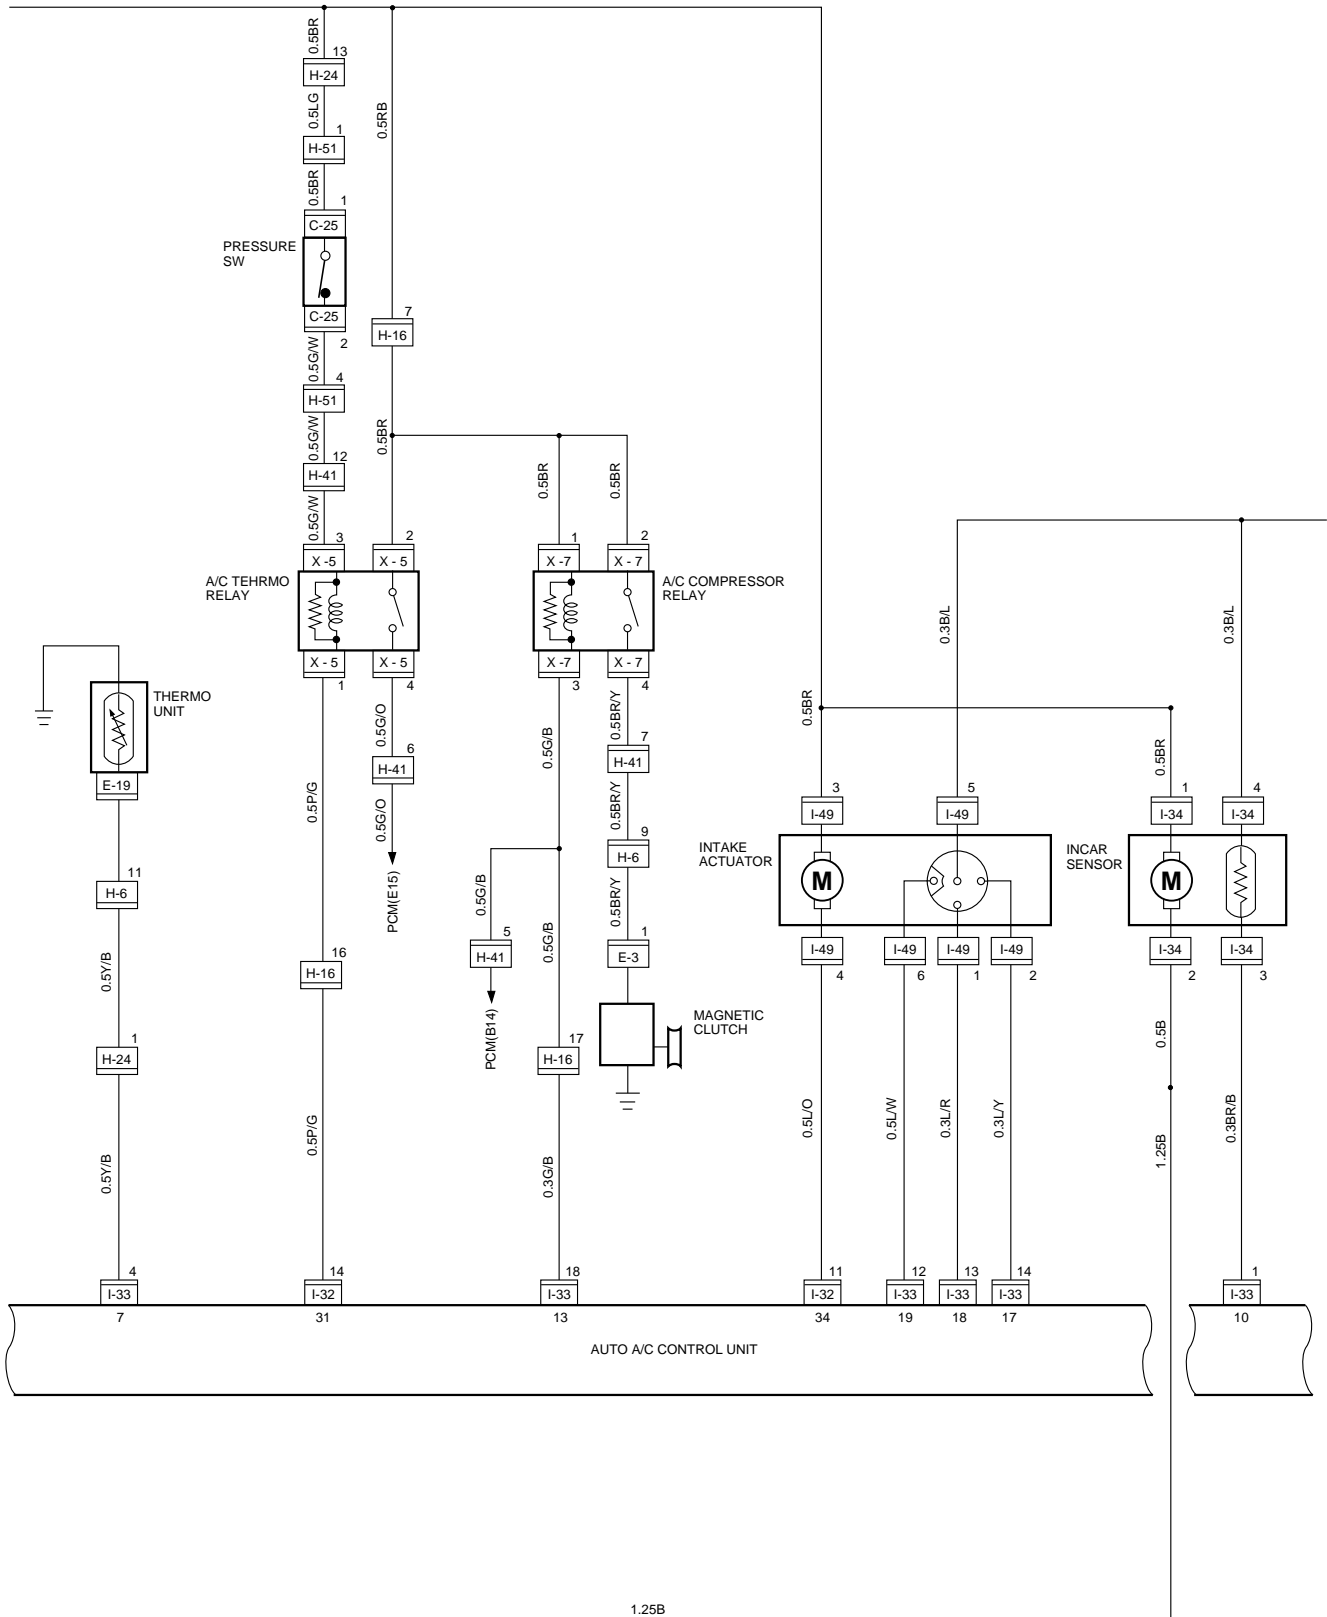 0.5BR
13
H-24
0.5LG
1
H-51
0.5BR
1
C-25
PRESSURE
SW
C-25
2
0.5G/W
4
H-51
0.5G/W
12
H-41
0.5G/W
0.5RB
7
H-16
0.5BR
0.5BR
0.5BR
3
X -5
2
X - 5
A/C TEHRMO
RELAY
X - 5
1
X - 5
4
1
X -7
2
X - 7
A/C COMPRESSOR
RELAY
X -7
3
X - 7
4
THERMO
UNIT
E-19
11
H-6
0.5Y/B
1
H-24
0.5Y/B
0.5P/G
16
H-16
0.5P/G
0.5G/O
6
H-41
0.5G/O
PCM(E15)
0.5G/B
0.5G/B
5
H-41
PCM(B14)
0.5G/B
17
H-16
0.3G/B
0.5BR/Y
7
H-41
0.5BR/Y
9
H-6
0.5BR/Y
1
E-3
MAGNETIC
CLUTCH
0.5BR
0.3B/L
0.3B/L
0.5BR
3
I-49
5
I-49
1
I-34
4
I-34
INTAKE
ACTUATOR
M
INCAR
SENSOR
M
I-49
4
I-49
6
I-49
1
I-49
2
I-34
2
I-34
3
0.5L/O
0.5L/W
0.3L/R
0.3L/Y
0.5B
1.25B
0.3BR/B
4
I-33
7
14
I-32
31
18
I-33
13
11
I-32
34
12
I-33
19
13
I-33
18
14
I-33
17
1
I-33
10
AUTO A/C CONTROL UNIT
1.25B